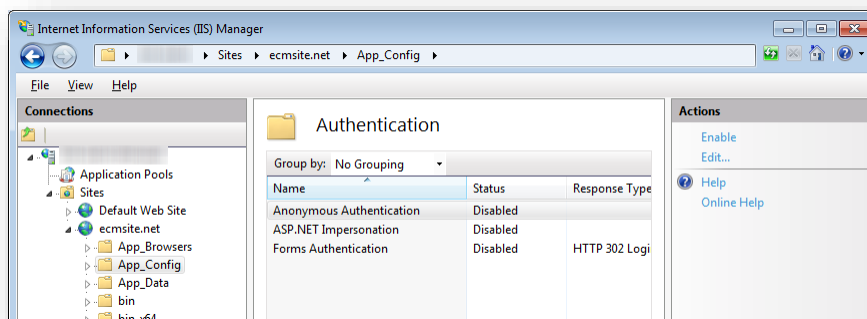 Internet Information Services (IIS) Manager
Sites
ecmsite.net
App_Config
File View Help
Connections
Application Pools
Sites
Default Web Site
ecmsite.net
App_Browsers
App_Config
App_Data
bin
bin_x64
Authentication
Group by: No Grouping
Name Status Response Type
Anonymous Authentication Disabled
ASP.NET Impersonation Disabled
Forms Authentication Disabled HTTP 302 Logi
Actions
Enable
Edit...
Help
Online Help